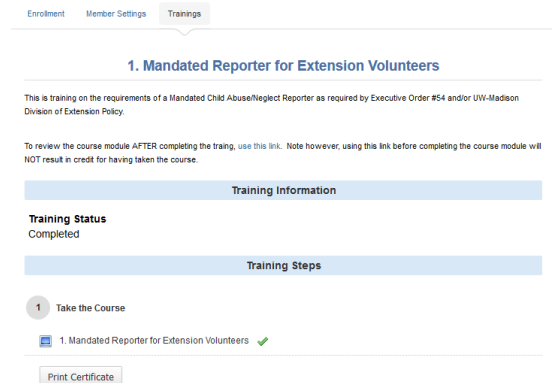 Enrollment Member Settings Trainings
1. Mandated Reporter for Extension Volunteers
This is training on the requirements of a Mandated Child Abuse/Neglect Reporter as required by Executive Order #54 and/or UW-Madison
Division of Extension Policy.
To review the course module AFTER completing the traing, use this link. Note however, using this link before completing the course module will
NOT result in credit for having taken the course.
Training Information
Training Status
Completed
Training Steps
1 Take the Course
1. Mandated Reporter for Extension Volunteers
Print Certificate